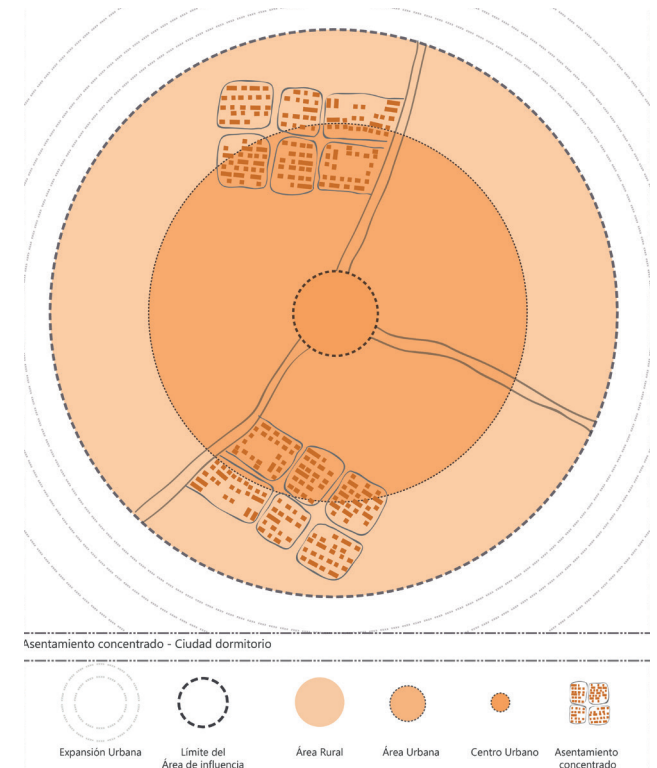 Asentamiento concentrado - Ciudad dormitorio
Expansión Urbana
Límite del
Área de influencia
Área Rural
Área Urbana
Centro Urbano
Asentamiento
concentrado